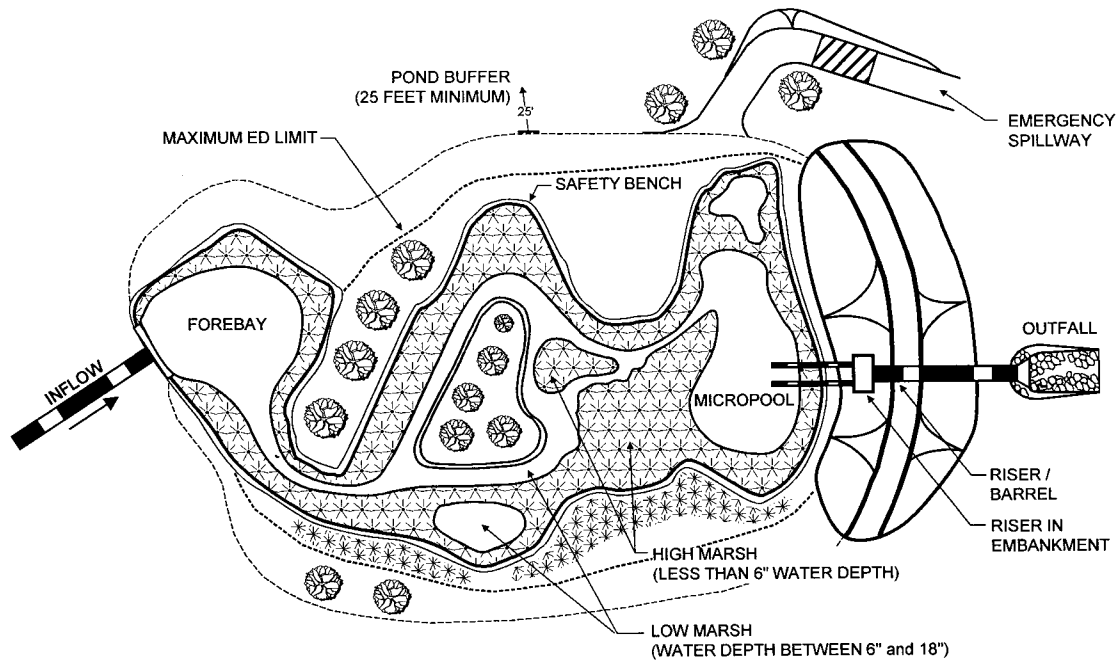 POND BUFFER
(25 FEET MINIMUM)
25'
EMERGENCY
SPILLWAY
MAXIMUM ED LIMIT
SAFETY BENCH
FOREBAY
INFLOW
OUTFALL
MICROPOOL
RISER /
BARREL
RISER IN
EMBANKMENT
HIGH MARSH
(LESS THAN 6" WATER DEPTH)
LOW MARSH
(WATER DEPTH BETWEEN 6" and 18")